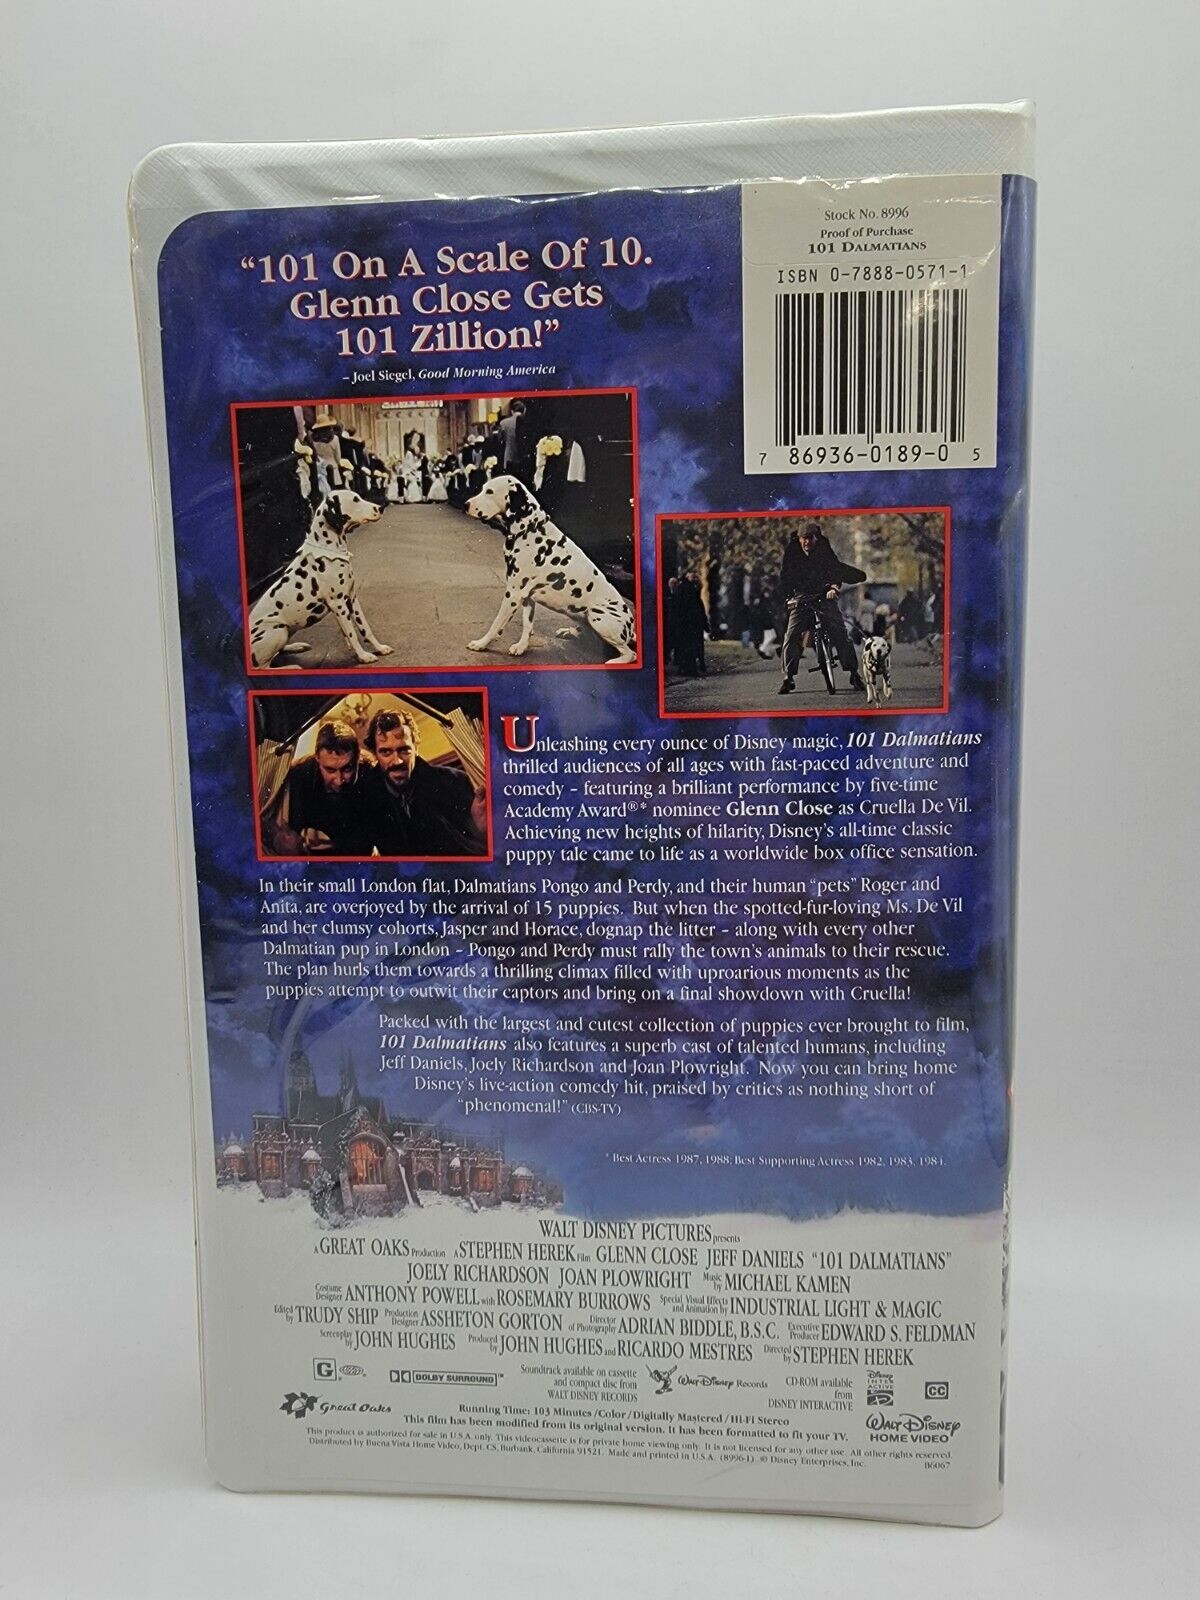 Stock No. 8996
Proof of Purchase
101 DALMATIANS
ISBN 0-7888-0571-1
7 86936-0189-0 5
“101 On A Scale Of 10.
Glenn Close Gets
101 Zillion!”
– Joel Siegel, Good Morning America
Unleashing every ounce of Disney magic, 101 Dalmatians
thrilled audiences of all ages with fast-paced adventure and
comedy – featuring a brilliant performance by five-time
Academy Award®* nominee Glenn Close as Cruella De Vil.
Achieving new heights of hilarity, Disney's all-time classic
puppy tale came to life as a worldwide box office sensation.
In their small London flat, Dalmatians Pongo and Perdy, and their human “pets” Roger and
Anita, are overjoyed by the arrival of 15 puppies. But when the spotted-fur-loving Ms. De Vil
and her clumsy cohorts, Jasper and Horace, dognap the litter – along with every other
Dalmatian pup in London – Pongo and Perdy must rally the town's animals to their rescue.
The plan hurls them towards a thrilling climax filled with uproarious moments as the
puppies attempt to outwit their captors and bring on a final showdown with Cruella!
Packed with the largest and cutest collection of puppies ever brought to film,
101 Dalmatians also features a superb cast of talented humans, including
Jeff Daniels, Joely Richardson and Joan Plowright. Now you can bring home
Disney's live-action comedy hit, praised by critics as nothing short of
“phenomenal!” (CBS-TV)
* Best Actress 1987, 1988; Best Supporting Actress 1982, 1983, 1984.
WALT DISNEY PICTURES presents
A GREAT OAKS Production A STEPHEN HEREK Film GLENN CLOSE JEFF DANIELS “101 DALMATIANS”
JOELY RICHARDSON JOAN PLOWRIGHT Music by MICHAEL KAMEN
Costume Designer ANTHONY POWELL with ROSEMARY BURROWS Special Visual Effects and Animation by INDUSTRIAL LIGHT & MAGIC
Edited by TRUDY SHIP Production Designer ASSHETON GORTON Director of Photography ADRIAN BIDDLE, B.S.C. Executive Producer EDWARD S. FELDMAN
Screenplay by JOHN HUGHES Produced by JOHN HUGHES and RICARDO MESTRES Directed by STEPHEN HEREK
G
DOLBY SURROUND
Soundtrack available on cassette
and compact disc from
WALT DISNEY RECORDS
Walt Disney Records
CD-ROM available
from
DISNEY INTERACTIVE
Disney
INTER
ACTIVE
CC
Great Oaks
Running Time: 103 Minutes/Color/Digitally Mastered/Hi-Fi Stereo
This film has been modified from its original version. It has been formatted to fit your TV.
Walt Disney
HOME VIDEO
This product is authorized for sale in U.S.A. only. This videocassette is for private home viewing only. It is not licensed for any other use. All other rights reserved.
Distributed by Buena Vista Home Video, Dept. CS, Burbank, California 91521. Made and printed in U.S.A. (8996-1) © Disney Enterprises, Inc.
B6067